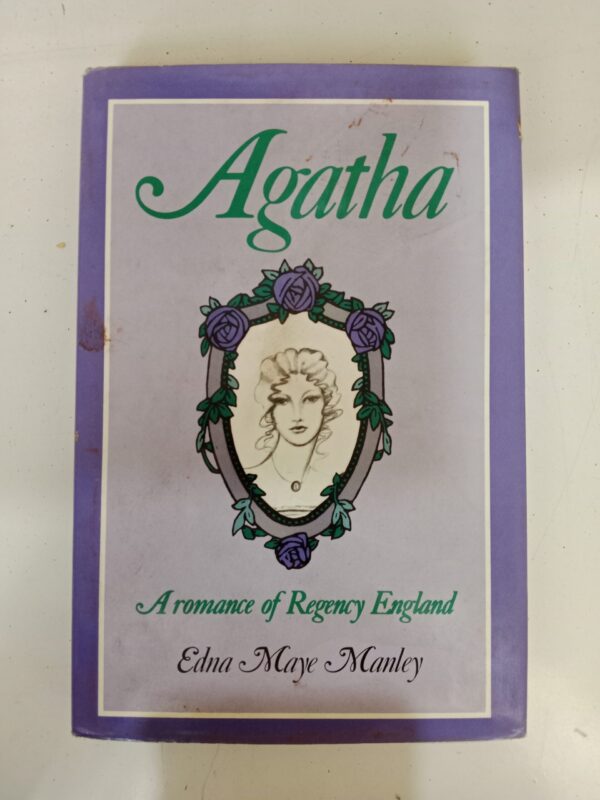 Agatha
A romance of Regency England
Edna Maye Manley